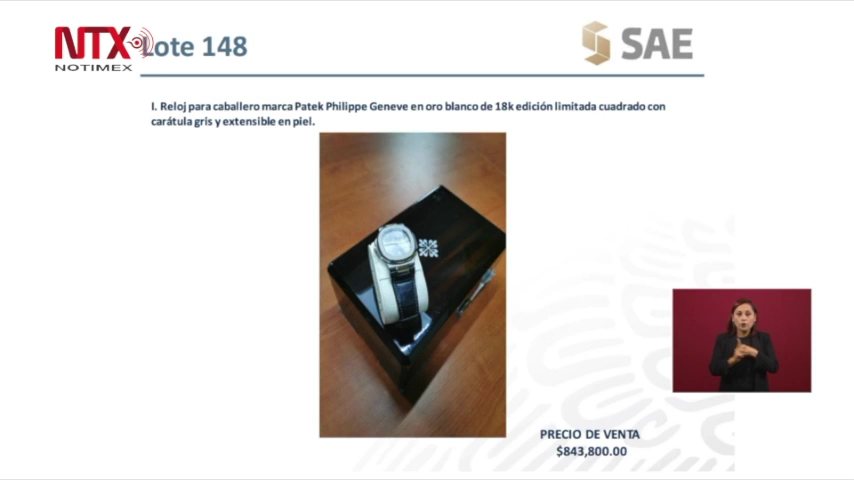 NTX
NOTIMEX
Lote 148
SAE
I. Reloj para caballero marca Patek Philippe Geneve en oro blanco de 18k edición limitada cuadrado con
carátula gris y extensible en piel.
PRECIO DE VENTA
$843,800.00